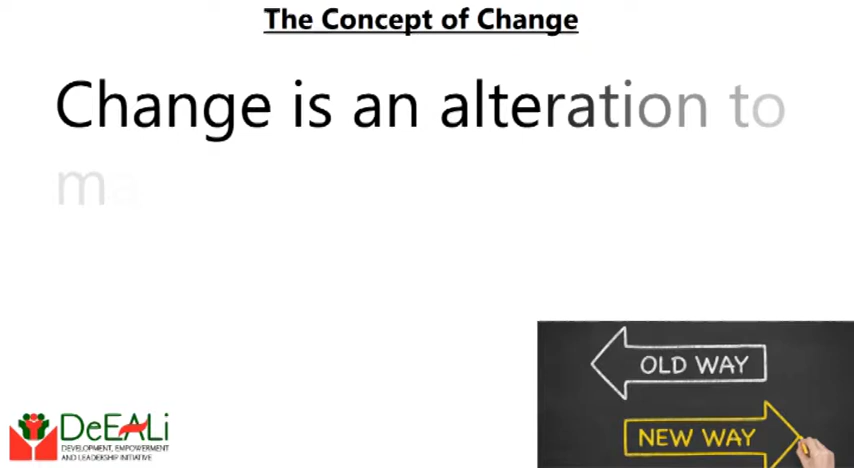 The Concept of Change
Change is an alteration to
ma
OLD WAY
NEW WAY
DeEALi
DEVELOPMENT, EMPOWERMENT
AND LEADERSHIP INITIATIVE